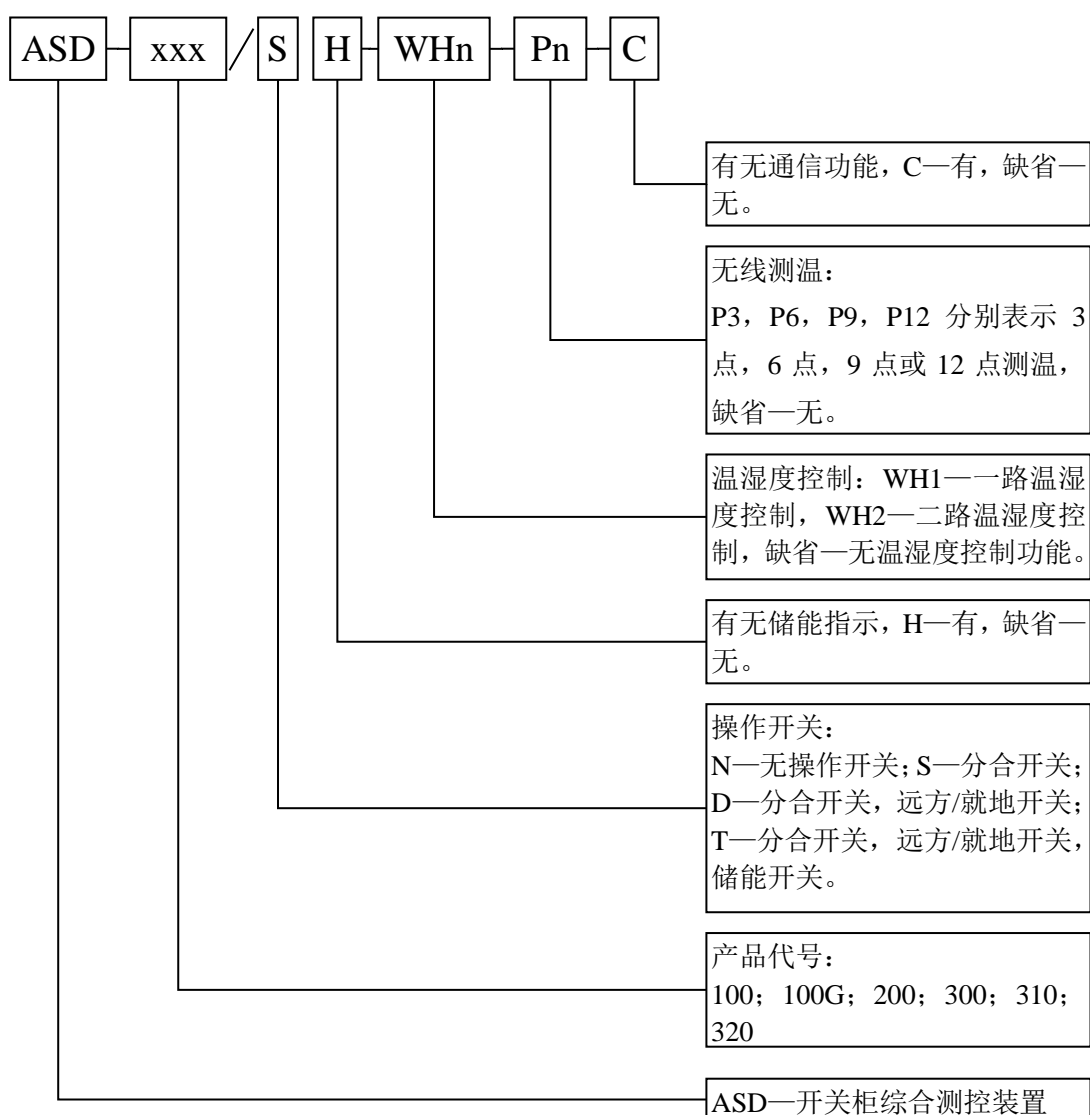 ASD xxx / S H WHn Pn C
有无通信功能，C—有，缺省—
无。
无线测温：
P3，P6，P9，P12 分别表示 3
点，6 点，9 点或 12 点测温，
缺省—无。
温湿度控制：WH1—一路温湿
度控制，WH2—二路温湿度控
制，缺省—无温湿度控制功能。
有无储能指示，H—有，缺省—
无。
操作开关：
N—无操作开关；S—分合开关；
D—分合开关，远方/就地开关；
T—分合开关，远方/就地开关，
储能开关。
产品代号：
100；100G；200；300；310；
320
ASD—开关柜综合测控装置